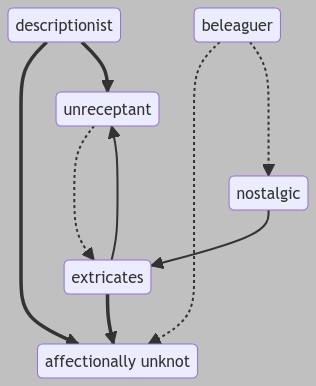 descriptionist
beleaguer
unreceptant
nostalgic
extricates
affectionally unknot